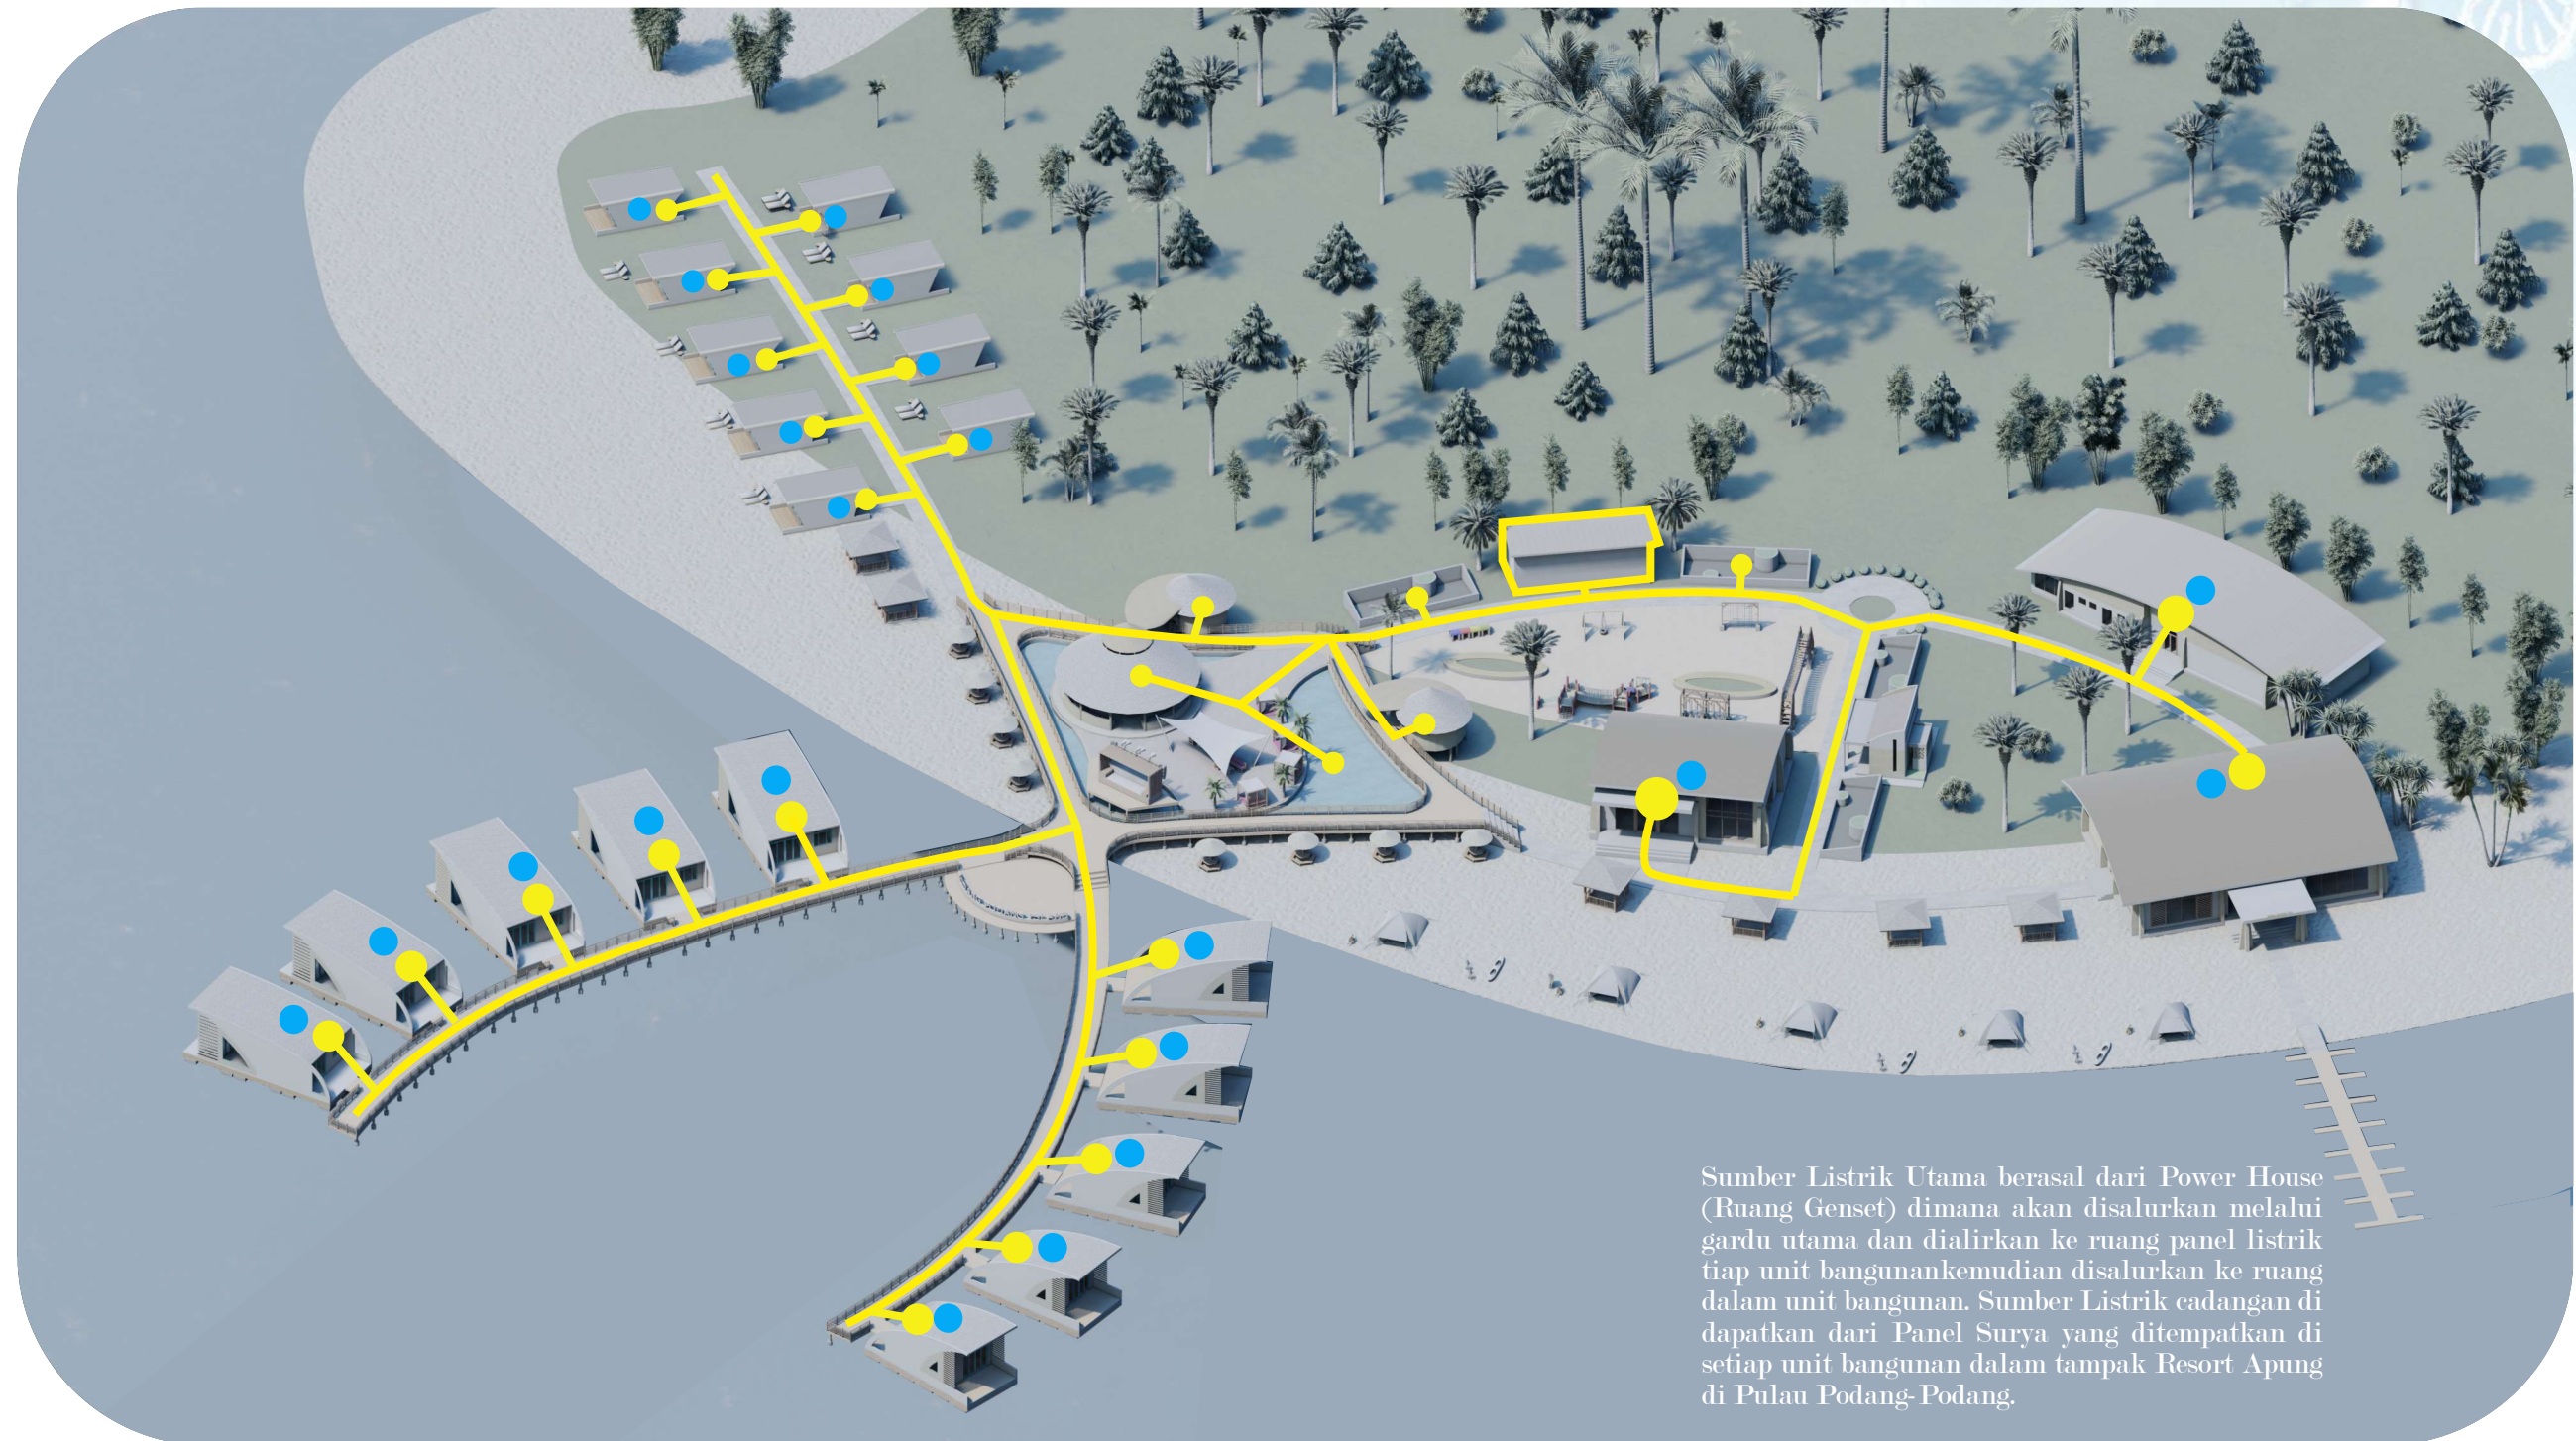 Sumber Listrik Utama berasal dari Power House
(Ruang Genset) dimana akan disalurkan melalui
gardu utama dan dialirkan ke ruang panel listrik
tiap unit bangunankemudian disalurkan ke ruang
dalam unit bangunan. Sumber Listrik cadangan di
dapatkan dari Panel Surya yang ditempatkan di
setiap unit bangunan dalam tampak Resort Apung
di Pulau Podang-Podang.